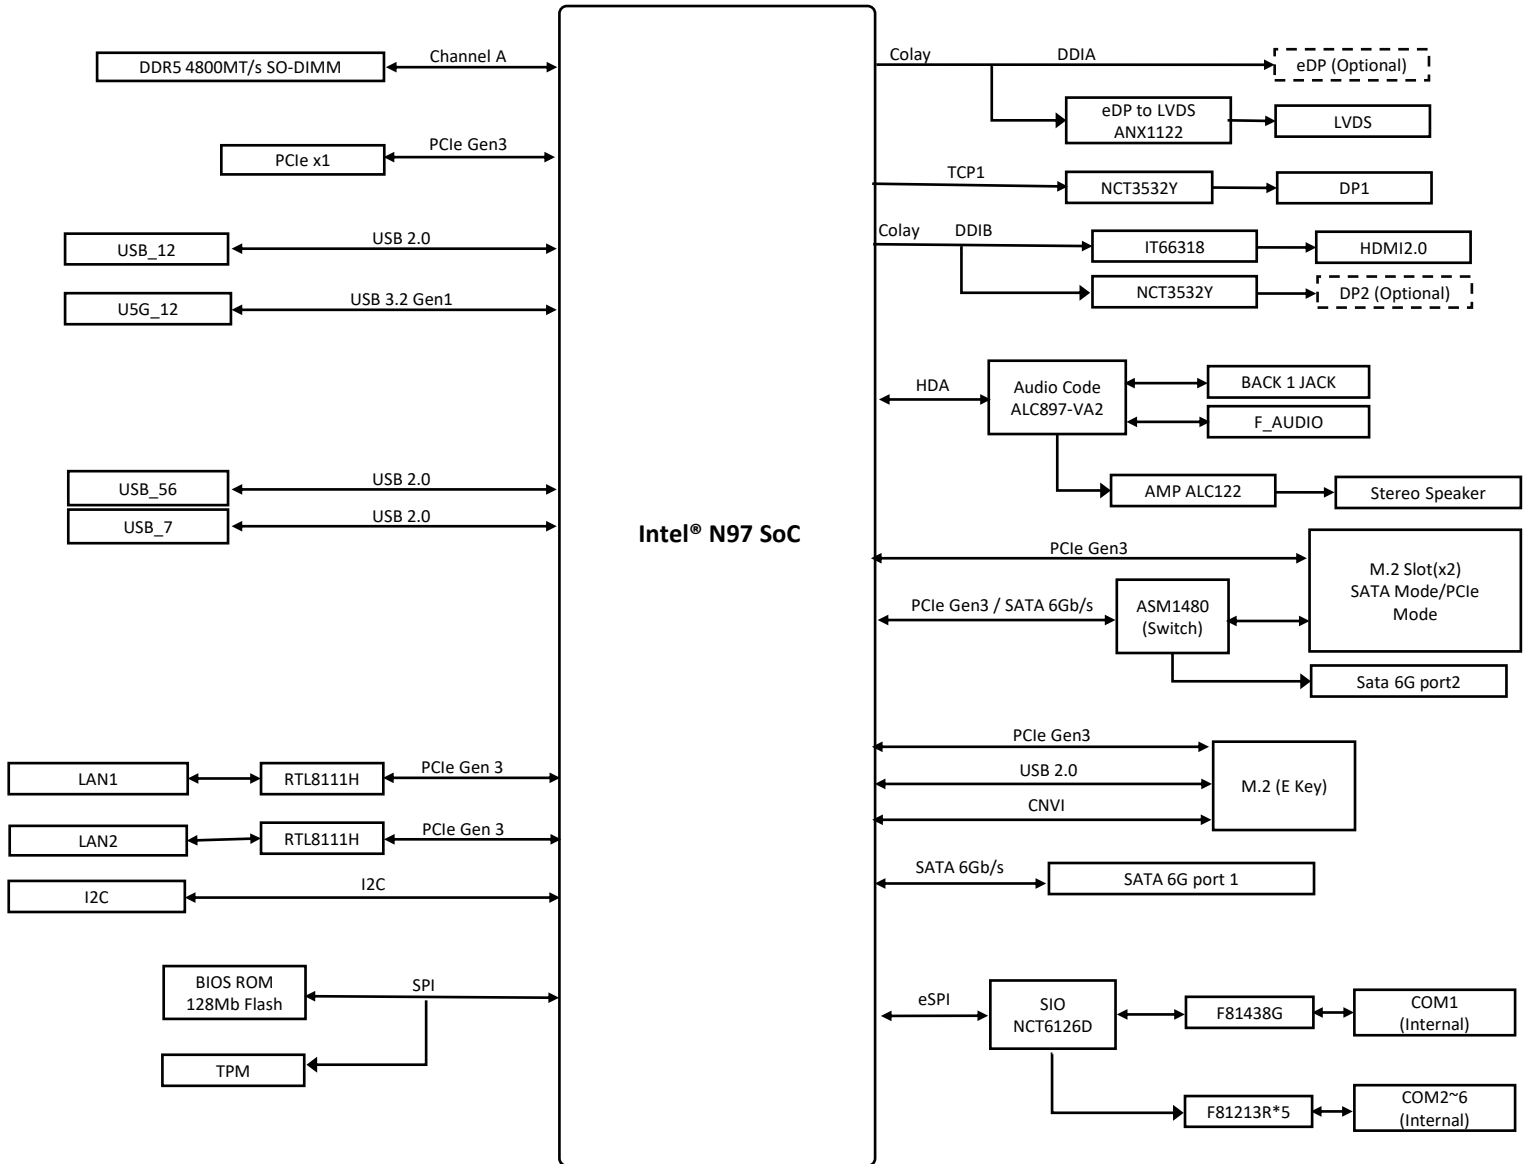 DDR5 4800MT/s SO-DIMM
Channel A
PCIe x1
PCIe Gen3
USB_12
USB 2.0
U5G_12
USB 3.2 Gen1
USB_56
USB 2.0
USB_7
USB 2.0
LAN1
RTL8111H
PCIe Gen 3
LAN2
RTL8111H
PCIe Gen 3
I2C
I2C
BIOS ROM
128Mb Flash
SPI
TPM
Intel® N97 SoC
Colay
DDIA
eDP (Optional)
eDP to LVDS
ANX1122
LVDS
TCP1
NCT3532Y
DP1
Colay
DDIB
IT66318
HDMI2.0
NCT3532Y
DP2 (Optional)
HDA
Audio Code
ALC897-VA2
BACK 1 JACK
F_AUDIO
AMP ALC122
Stereo Speaker
PCIe Gen3
M.2 Slot(x2)
SATA Mode/PCIe
Mode
PCIe Gen3 / SATA 6Gb/s
ASM1480
(Switch)
Sata 6G port2
PCIe Gen3
USB 2.0
CNVI
M.2 (E Key)
SATA 6Gb/s
SATA 6G port 1
eSPI
SIO
NCT6126D
F81438G
COM1
(Internal)
F81213R*5
COM2~6
(Internal)